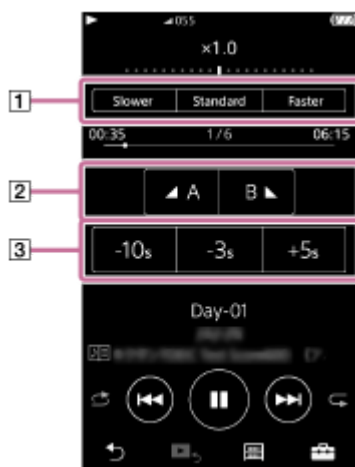 055
×1.0
1 Slower Standard Faster
00:35 1/6 06:15
2 A B
3 -10s -3s +5s
Day-01